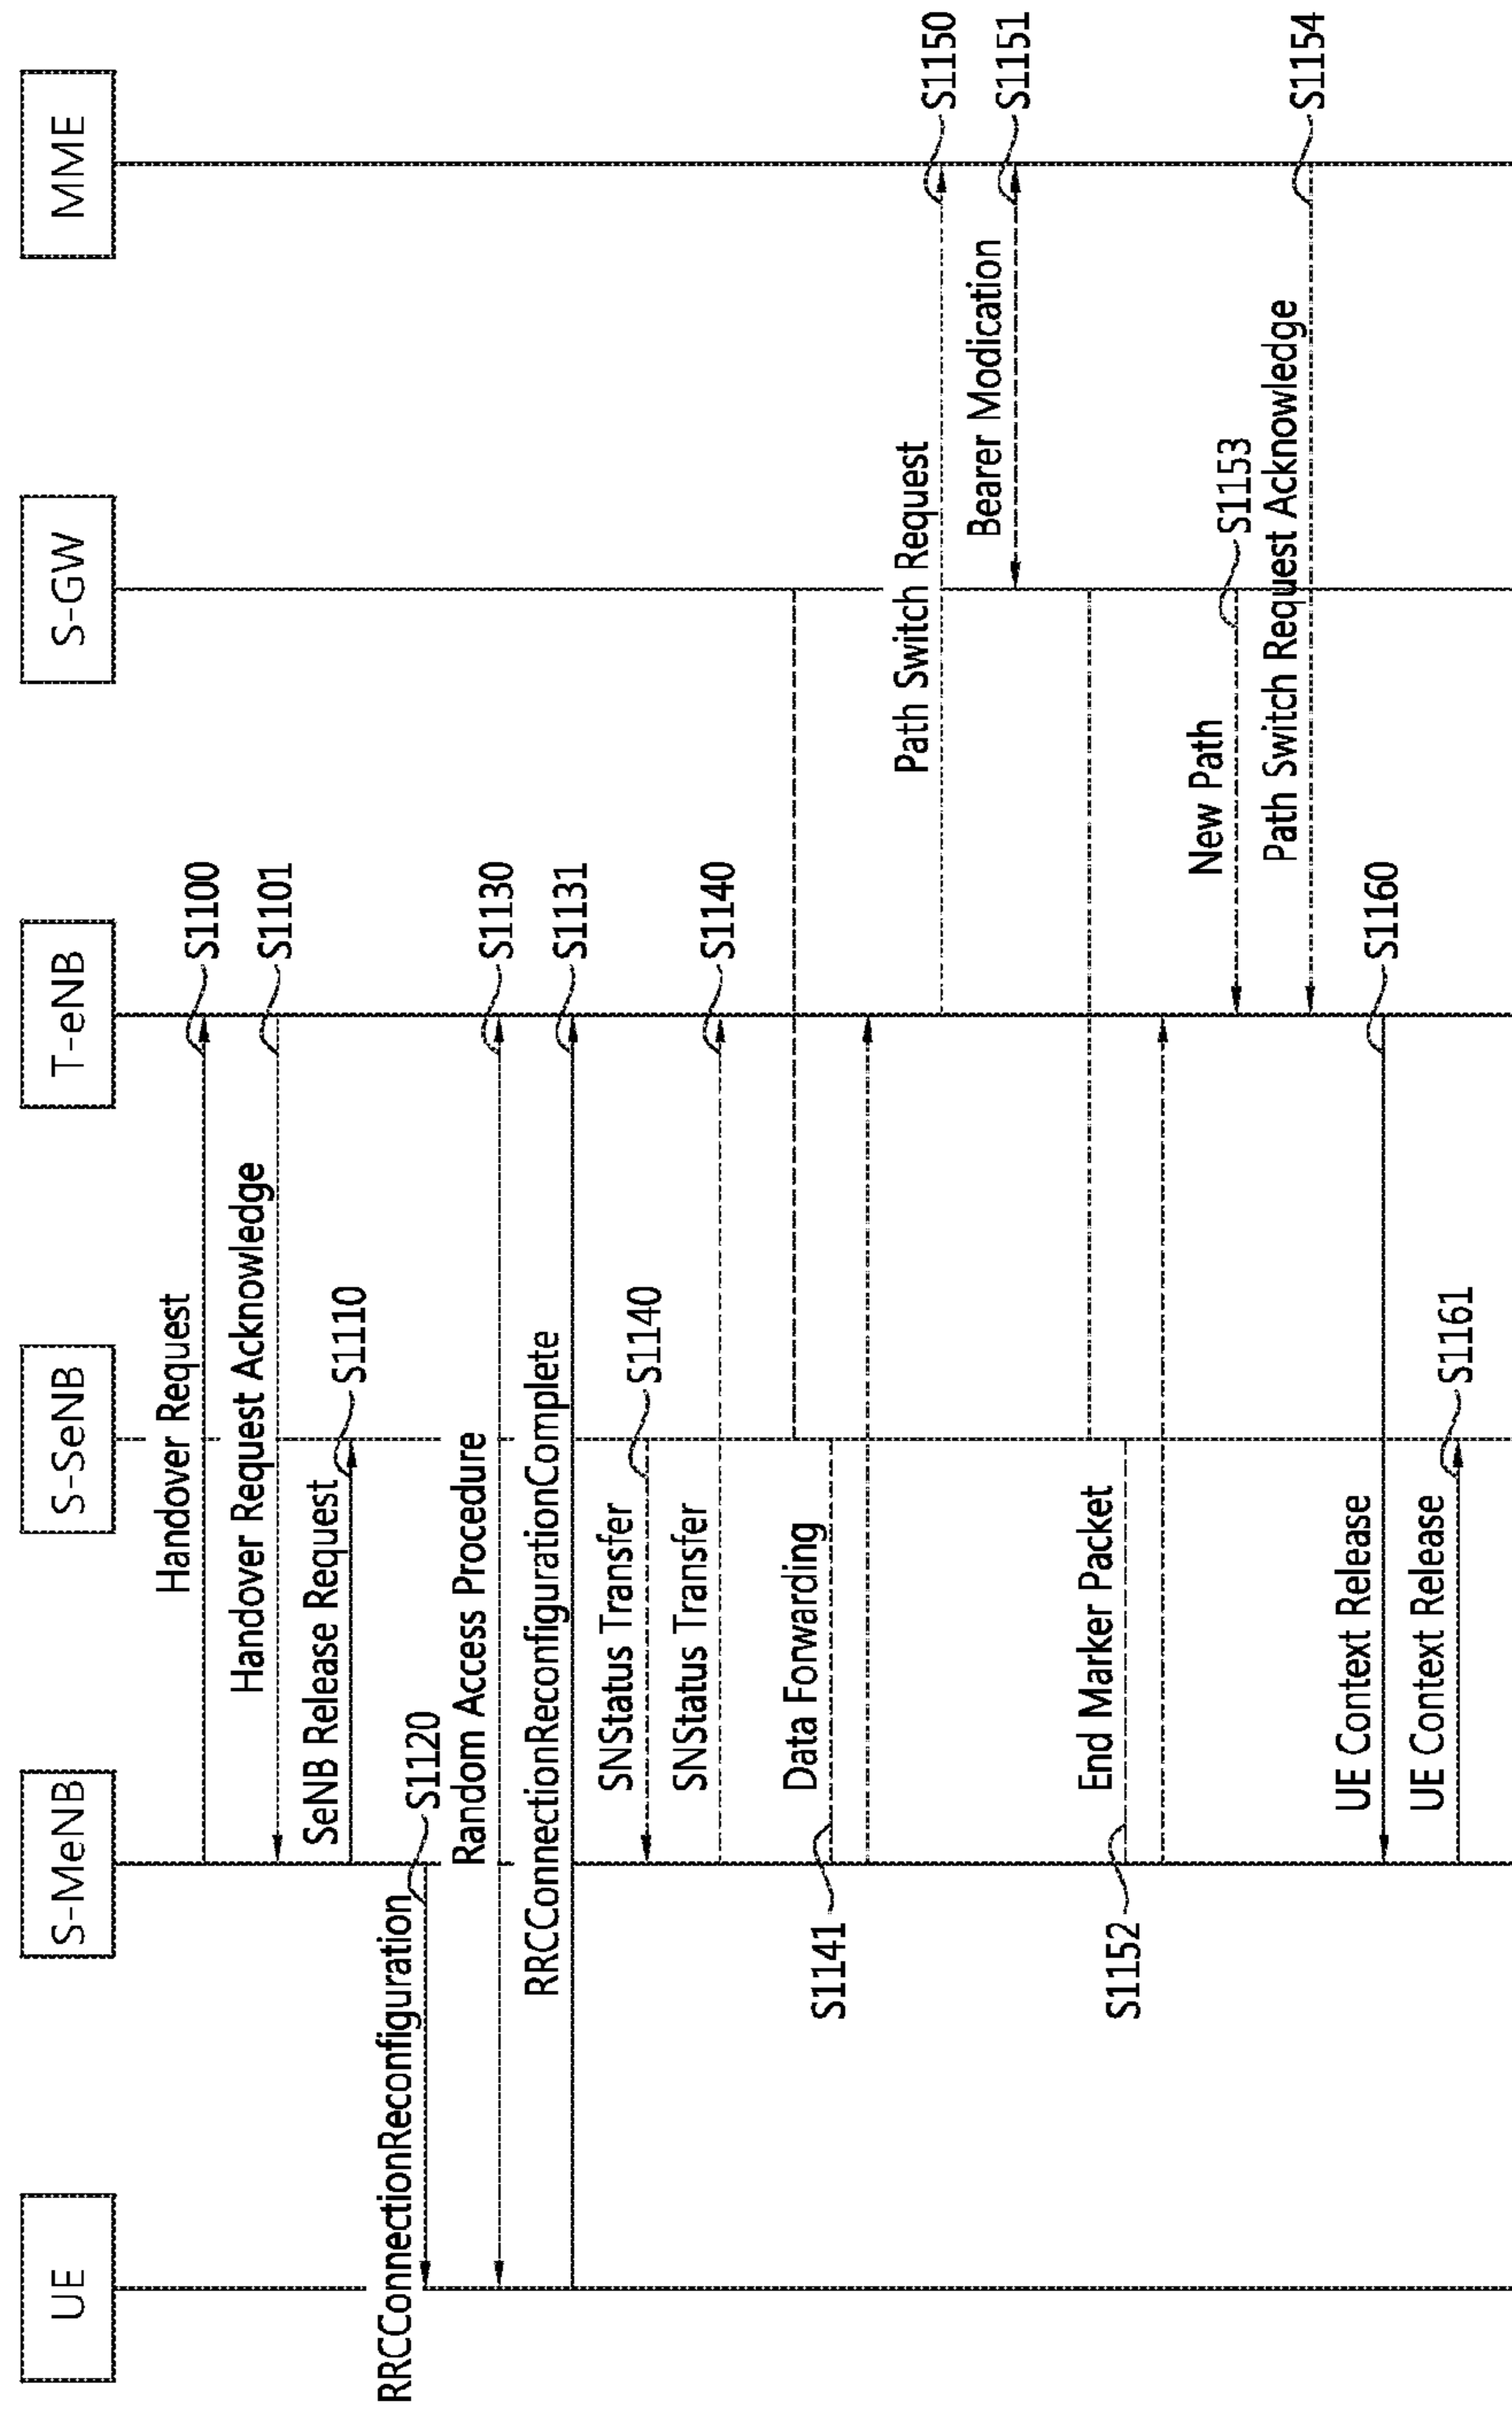 UE
S-MeNB
S-SeNB
T-eNB
S-GW
MME
Handover Request
S1100
Handover Request Acknowledge
S1101
SeNB Release Request
S1110
RRCConnectionReconfiguration
S1120
Random Access Procedure
S1130
RRCConnectionReconfigurationComplete
S1131
SNStatus Transfer
S1140
SNStatus Transfer
S1140
Data Forwarding
S1141
Path Switch Request
S1150
Bearer Modication
S1151
End Marker Packet
S1152
New Path
S1153
Path Switch Request Acknowledge
S1154
UE Context Release
S1160
UE Context Release
S1161